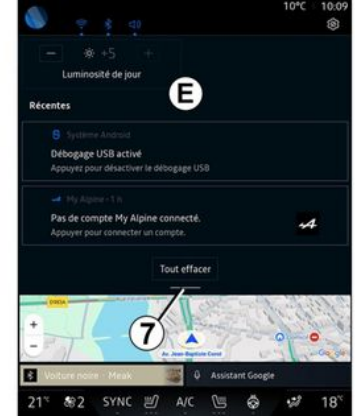 10°C 10:09
− +5 +
Luminosité de jour
E
Récentes
Système Android
Débogage USB activé
Appuyez pour désactiver le débogage USB
My Alpine · 1 h
Pas de compte My Alpine connecté.
Appuyer pour connecter un compte.
Tout effacer
D983A
+
7
−
Av. Jean-Baptiste Conil
Voiture noire · Meak
Assistant Google
21° 2 SYNC A/C 18°